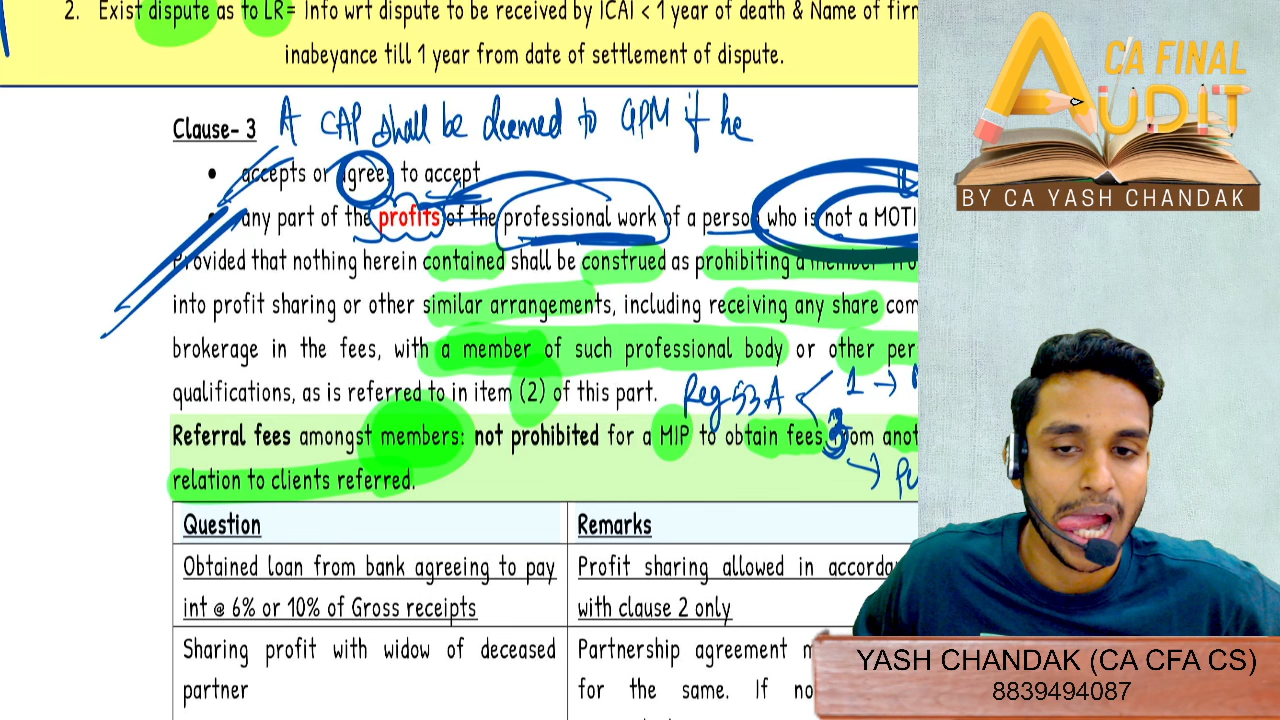 2. Exist dispute as to LR= Info wrt dispute to be received by ICAI < 1 year of death & Name of firm
inabeyance till 1 year from date of settlement of dispute.
Clause- 3 A CAP shall be deemed to GPM if he
• accepts or agrees to accept
• any part of the profits of the professional work of a person who is not a MOTI
Provided that nothing herein contained shall be construed as prohibiting a member
into profit sharing or other similar arrangements, including receiving any share com
brokerage in the fees, with a member of such professional body or other per
qualifications, as is referred to in item (2) of this part. Reg 53A 1 →
Referral fees amongst members: not prohibited for a MIP to obtain fees from anot
3 →
relation to clients referred.
Question Remarks
Obtained loan from bank agreeing to pay int @ 6% or 10% of Gross receipts
Profit sharing allowed in accorda
with clause 2 only
Sharing profit with widow of deceased partner
Partnership agreement
for the same. If no
CA FINAL
AUDIT
BY CA YASH CHANDAK
YASH CHANDAK (CA CFA CS)
8839494087